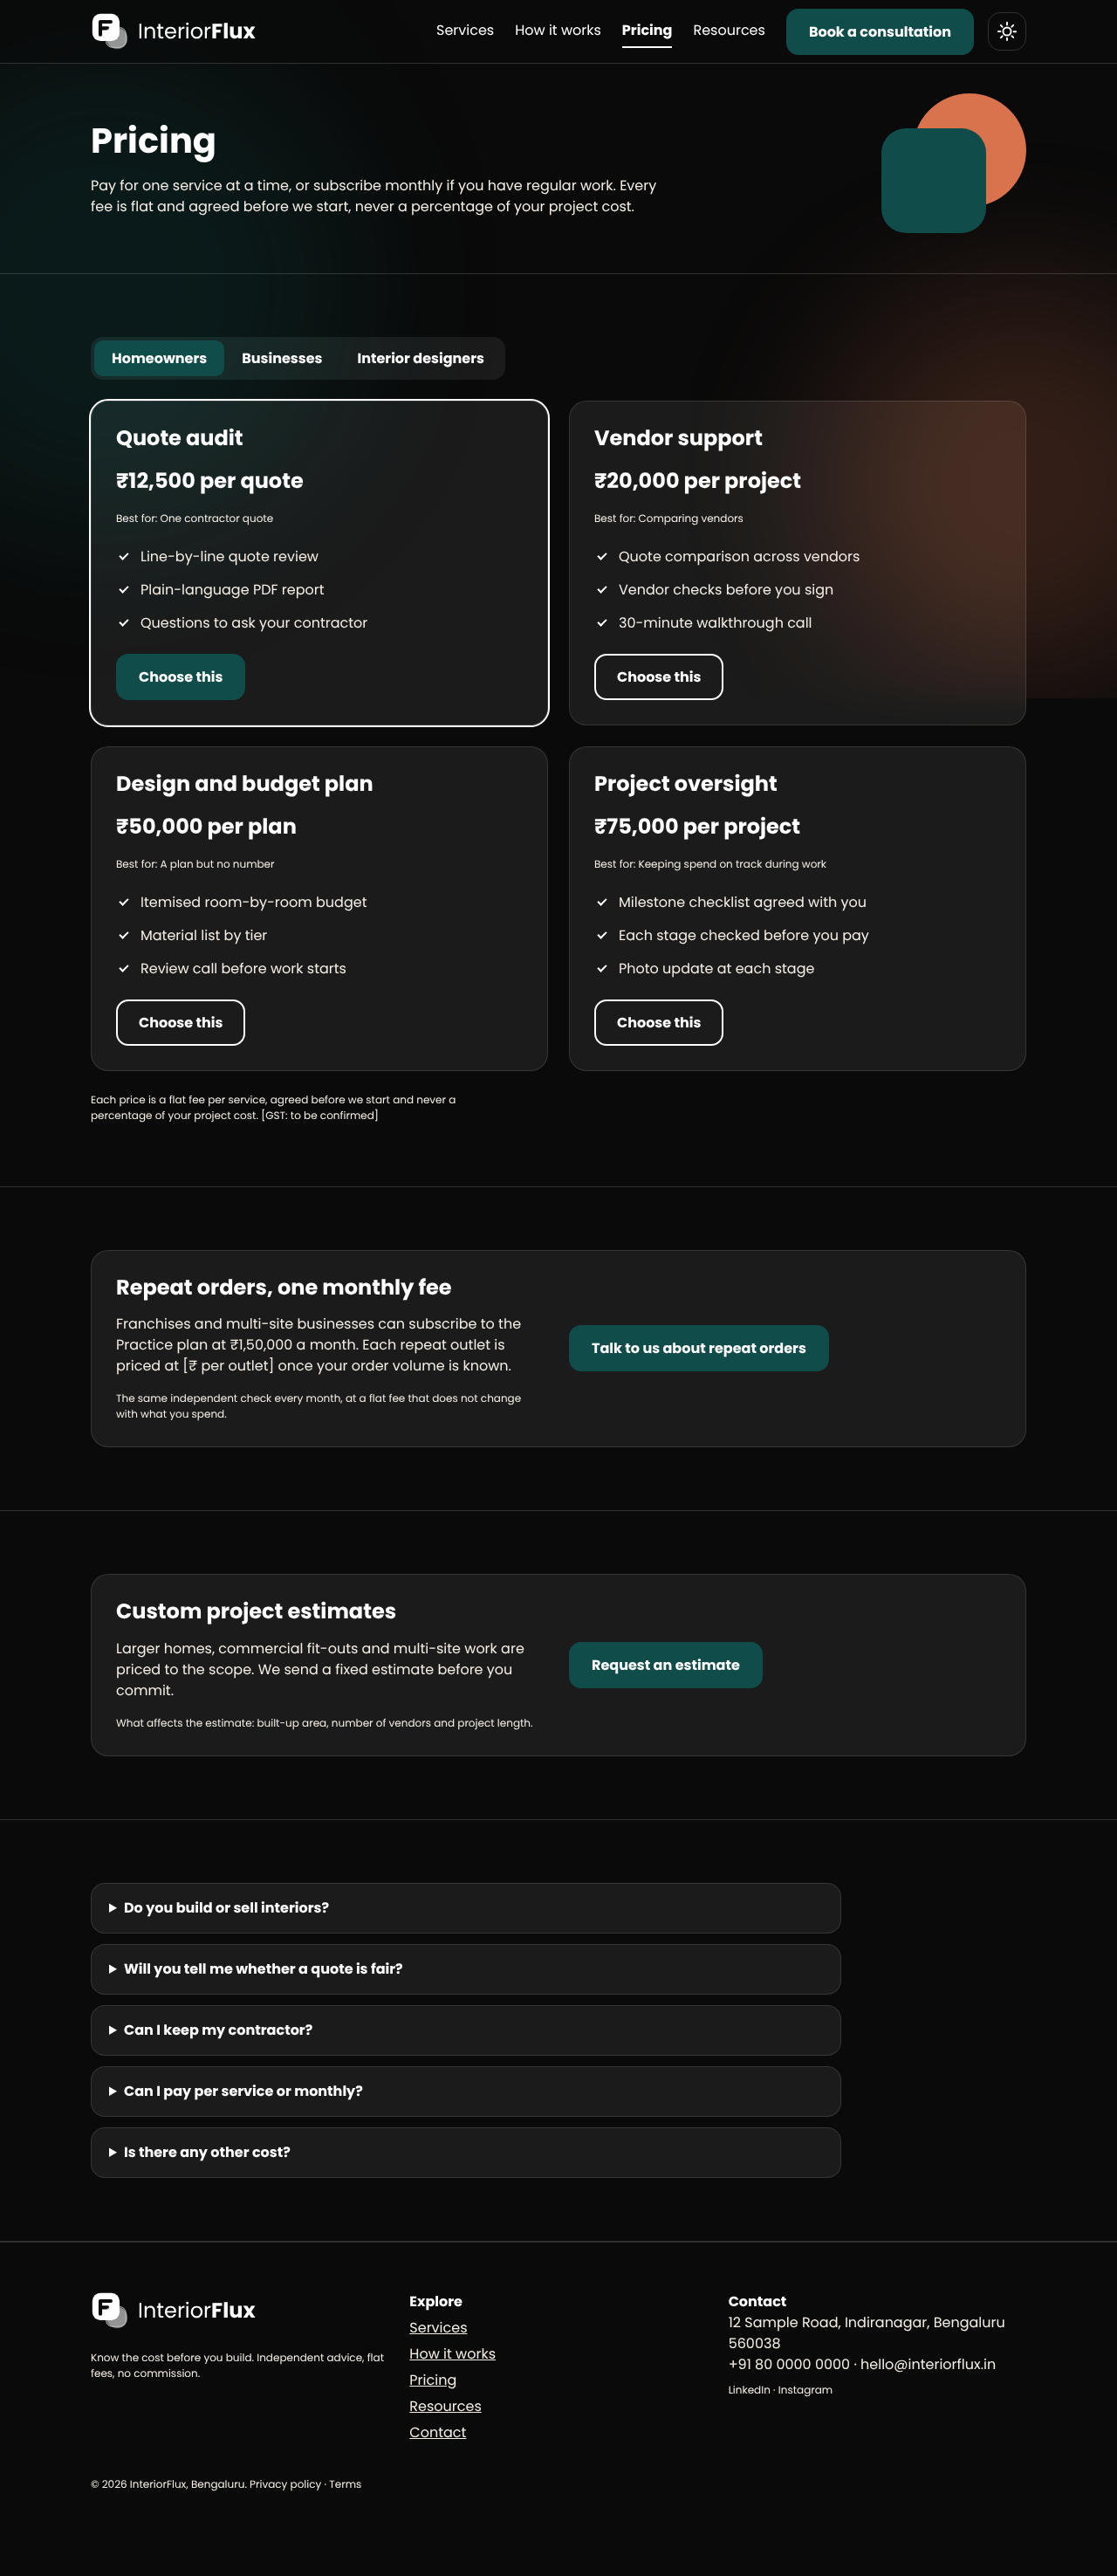 InteriorFlux
Services
How it works
Pricing
Resources
Book a consultation
Pricing
Pay for one service at a time, or subscribe monthly if you have regular work. Every
fee is flat and agreed before we start, never a percentage of your project cost.
Homeowners
Businesses
Interior designers
Quote audit
₹12,500 per quote
Best for: One contractor quote
Line-by-line quote review
Plain-language PDF report
Questions to ask your contractor
Choose this
Vendor support
₹20,000 per project
Best for: Comparing vendors
Quote comparison across vendors
Vendor checks before you sign
30-minute walkthrough call
Choose this
Design and budget plan
₹50,000 per plan
Best for: A plan but no number
Itemised room-by-room budget
Material list by tier
Review call before work starts
Choose this
Project oversight
₹75,000 per project
Best for: Keeping spend on track during work
Milestone checklist agreed with you
Each stage checked before you pay
Photo update at each stage
Choose this
Each price is a flat fee per service, agreed before we start and never a
percentage of your project cost. [GST: to be confirmed]
Repeat orders, one monthly fee
Franchises and multi-site businesses can subscribe to the
Practice plan at ₹1,50,000 a month. Each repeat outlet is
priced at [₹ per outlet] once your order volume is known.
The same independent check every month, at a flat fee that does not change
with what you spend.
Talk to us about repeat orders
Custom project estimates
Larger homes, commercial fit-outs and multi-site work are
priced to the scope. We send a fixed estimate before you
commit.
What affects the estimate: built-up area, number of vendors and project length.
Request an estimate
Do you build or sell interiors?
Will you tell me whether a quote is fair?
Can I keep my contractor?
Can I pay per service or monthly?
Is there any other cost?
InteriorFlux
Know the cost before you build. Independent advice, flat
fees, no commission.
Explore
Services
How it works
Pricing
Resources
Contact
Contact
12 Sample Road, Indiranagar, Bengaluru
560038
+91 80 0000 0000 · hello@interiorflux.in
LinkedIn · Instagram
© 2026 InteriorFlux, Bengaluru. Privacy policy · Terms